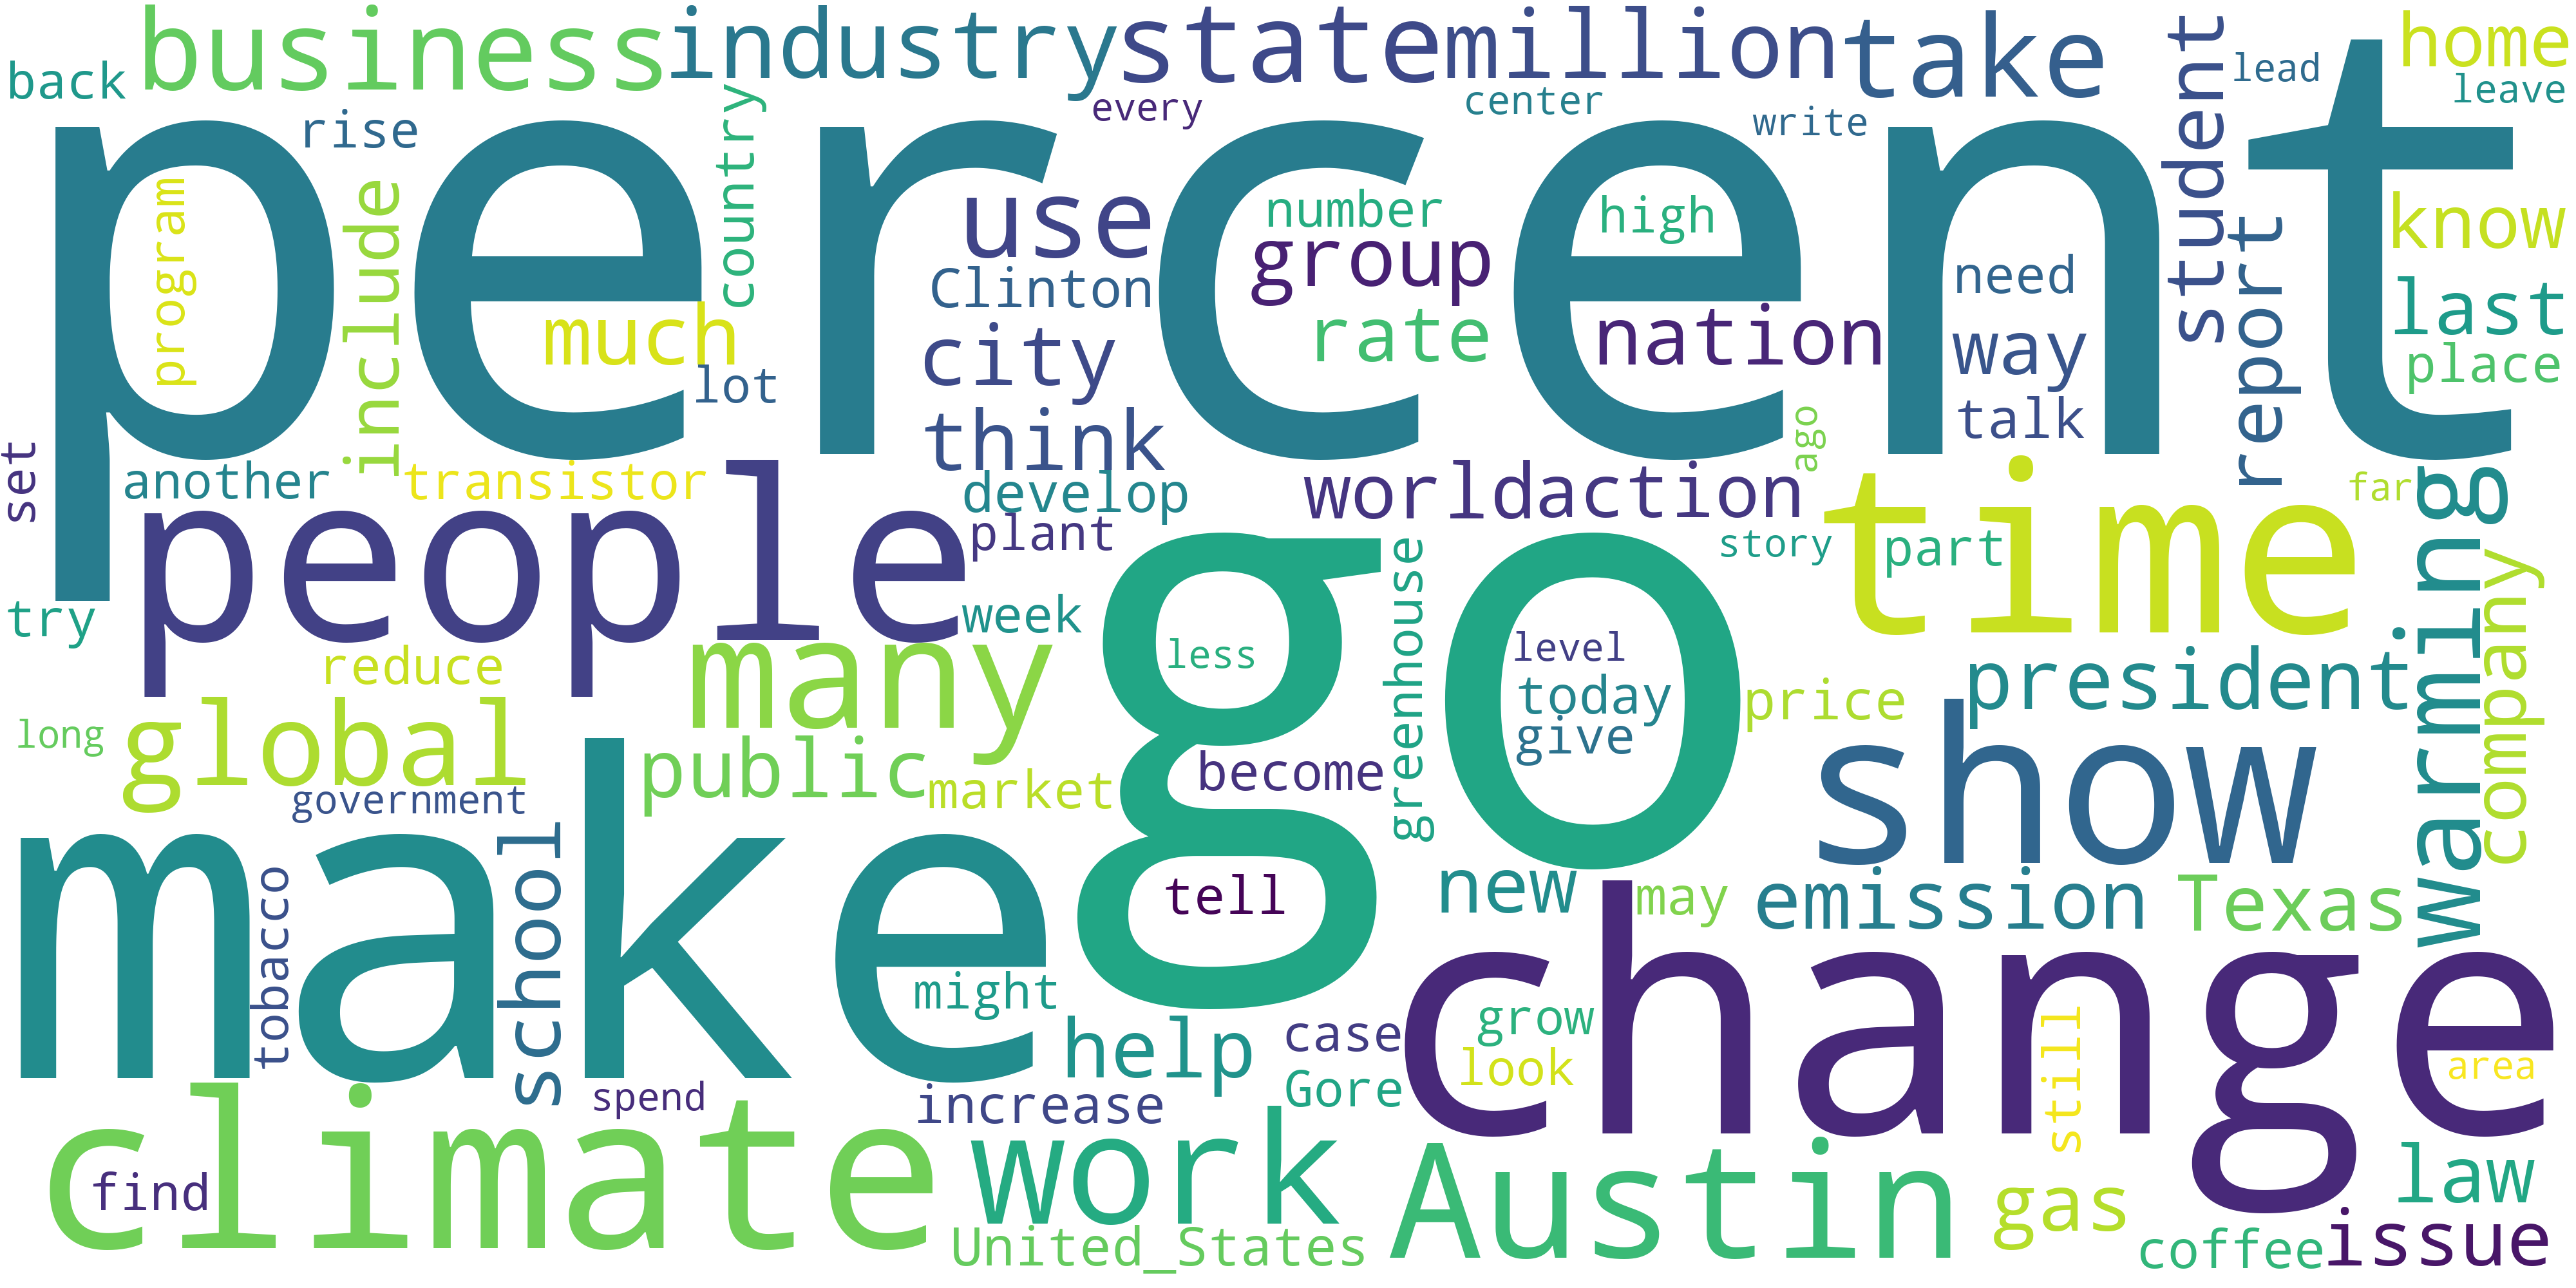 business
industry
state
million
take
student
home
lead
leave
back
rise
every
center
write
country
percent
program
include
use
number
high
know
group
Clinton
need
report
much
rate
nation
last
city
way
place
lot
think
talk
ago
set
another
transistor
develop
world
action
far
people
plant
time
warming
story
part
try
week
go
greenhouse
company
many
less
level
reduce
today
president
price
global
long
give
show
public
become
market
government
make
school
tobacco
tell
new
may
emission
Texas
change
might
help
case
grow
still
look
area
spend
increase
Gore
climate
work
find
Austin
law
gas
United_States
coffee
issue